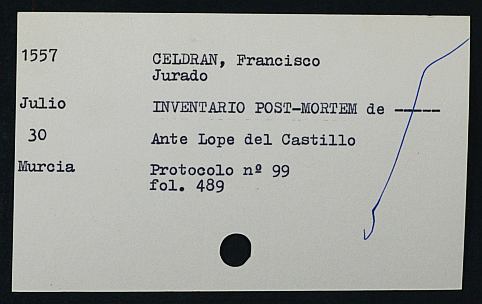 1557 CELDRAN, Francisco
Jurado
Julio INVENTARIO POST-MORTEM de -----
30 Ante Lope del Castillo
Murcia Protocolo nº 99
fol. 489